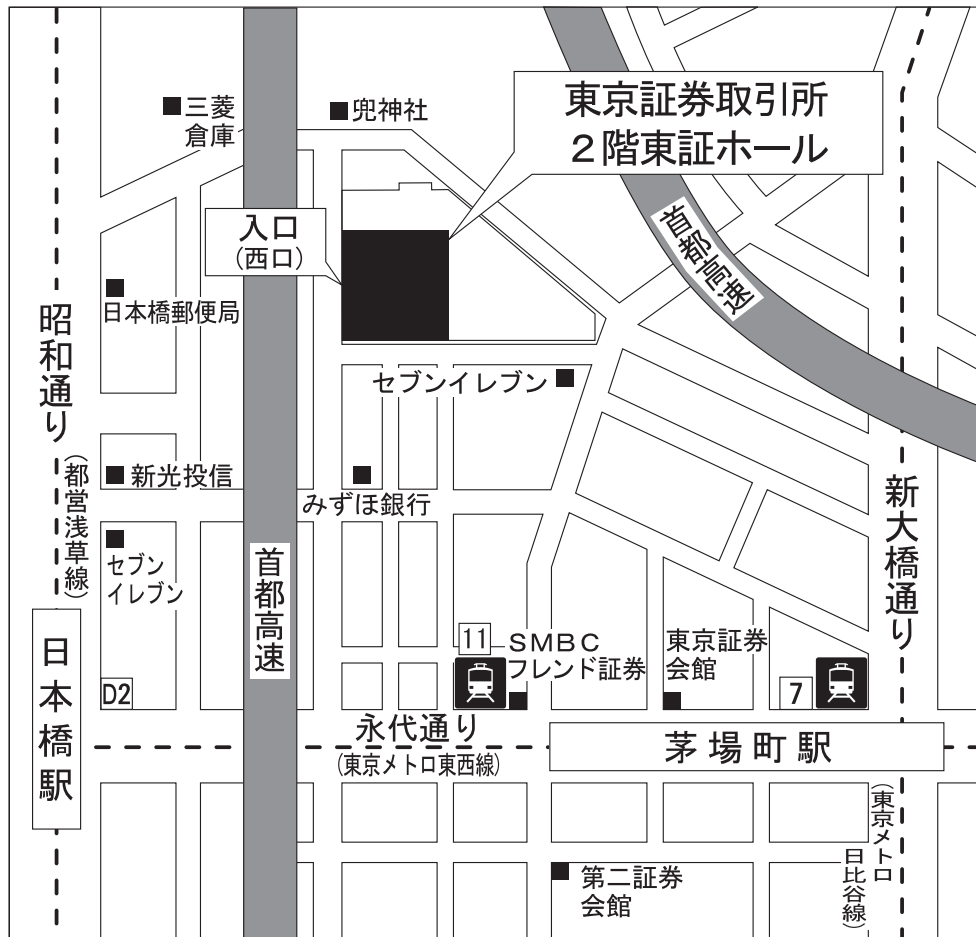 三菱
倉庫
兜神社
東京証券取引所
２階東証ホール
入口
(西口)
首都高速
日本橋郵便局
昭和通り
(都営浅草線)
セブンイレブン
新光投信
みずほ銀行
新大橋通り
セブン
イレブン
首都高速
日本橋駅
D2
11
SMBC
フレンド証券
東京証券
会館
7
永代通り
(東京メトロ東西線)
茅場町駅
(東京メトロ
日比谷線)
第二証券
会館